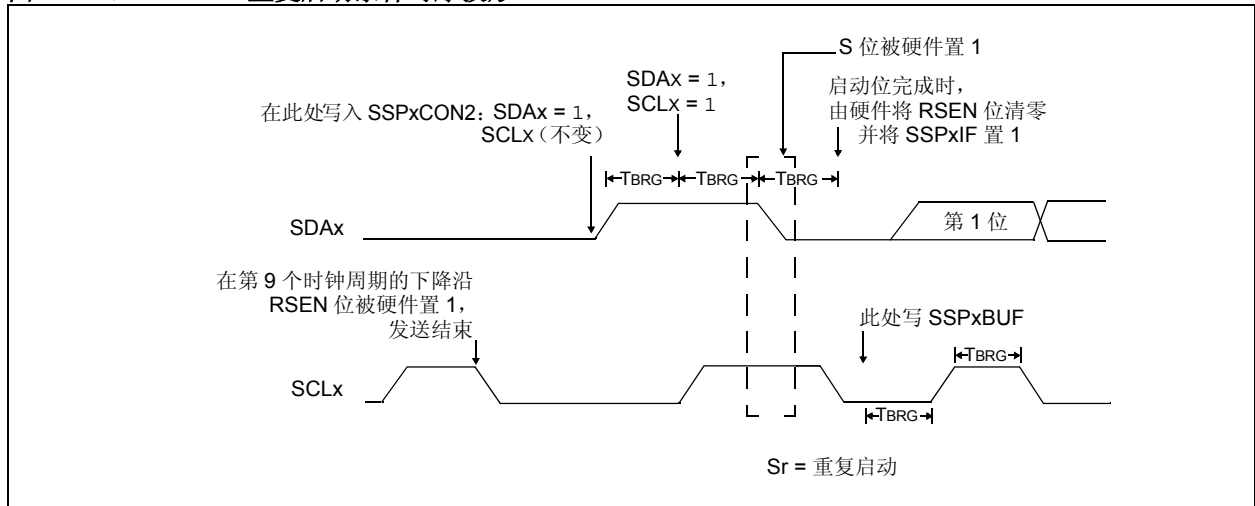 S 位被硬件置 1
SDAx = 1，
SCLx = 1
启动位完成时，
由硬件将 RSEN 位清零
并将 SSPxIF 置 1
在此处写入 SSPxCON2：SDAx = 1，
SCLx（不变）
TBRG
TBRG
TBRG
SDAx
第 1 位
在第 9 个时钟周期的下降沿
RSEN 位被硬件置 1，
发送结束
此处写 SSPxBUF
TBRG
SCLx
TBRG
Sr = 重复启动